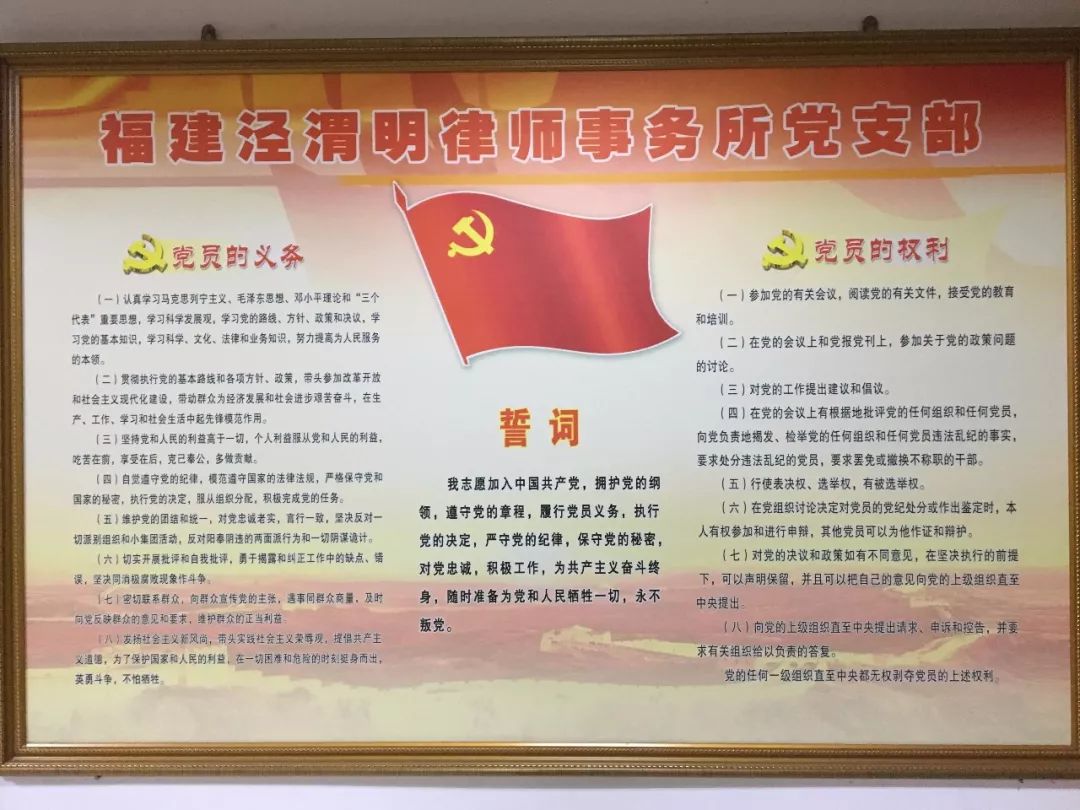 福建泾渭明律师事务所党支部
党员的义务
（一）认真学习马克思列宁主义、毛泽东思想、邓小平理论和“三个
代表”重要思想，学习科学发展观，学习党的路线、方针、政策和决议，学
习党的基本知识，学习科学、文化、法律和业务知识，努力提高为人民服务
的本领。
（二）贯彻执行党的基本路线和各项方针、政策，带头参加改革开放
和社会主义现代化建设，带动群众为经济发展和社会进步艰苦奋斗，在生
产、工作、学习和社会生活中起先锋模范作用。
（三）坚持党和人民的利益高于一切，个人利益服从党和人民的利益，
吃苦在前，享受在后，克己奉公，多做贡献。
（四）自觉遵守党的纪律，模范遵守国家的法律法规，严格保守党和
国家的秘密，执行党的决定，服从组织分配，积极完成党的任务。
（五）维护党的团结和统一，对党忠诚老实，言行一致，坚决反对一
切派别组织和小集团活动，反对阳奉阴违的两面派行为和一切阴谋诡计。
（六）切实开展批评和自我批评，勇于揭露和纠正工作中的缺点、错
误，坚决同消极腐败现象作斗争。
（七）密切联系群众，向群众宣传党的主张，遇事同群众商量，及时
向党反映群众的意见和要求，维护群众的正当利益。
（八）发扬社会主义新风尚，带头实践社会主义荣辱观，提倡共产主
义道德，为了保护国家和人民的利益，在一切困难和危险的时刻挺身而出，
英勇斗争，不怕牺牲。
誓词
我志愿加入中国共产党，拥护党的纲
领，遵守党的章程，履行党员义务，执行
党的决定，严守党的纪律，保守党的秘密，
对党忠诚，积极工作，为共产主义奋斗终
身，随时准备为党和人民牺牲一切，永不
叛党。
党员的权利
（一）参加党的有关会议，阅读党的有关文件，接受党的教育
和培训。
（二）在党的会议上和党报党刊上，参加关于党的政策问题
的讨论。
（三）对党的工作提出建议和倡议。
（四）在党的会议上有根据地批评党的任何组织和任何党员，
向党负责地揭发、检举党的任何组织和任何党员违法乱纪的事实，
要求处分违法乱纪的党员，要求罢免或撤换不称职的干部。
（五）行使表决权、选举权，有被选举权。
（六）在党组织讨论决定对党员的党纪处分或作出鉴定时，本
人有权参加和进行申辩，其他党员可以为他作证和辩护。
（七）对党的决议和政策如有不同意见，在坚决执行的前提
下，可以声明保留，并且可以把自己的意见向党的上级组织直至
中央提出。
（八）向党的上级组织直至中央提出请求、申诉和控告，并要
求有关组织给以负责的答复。
党的任何一级组织直至中央都无权剥夺党员的上述权利。